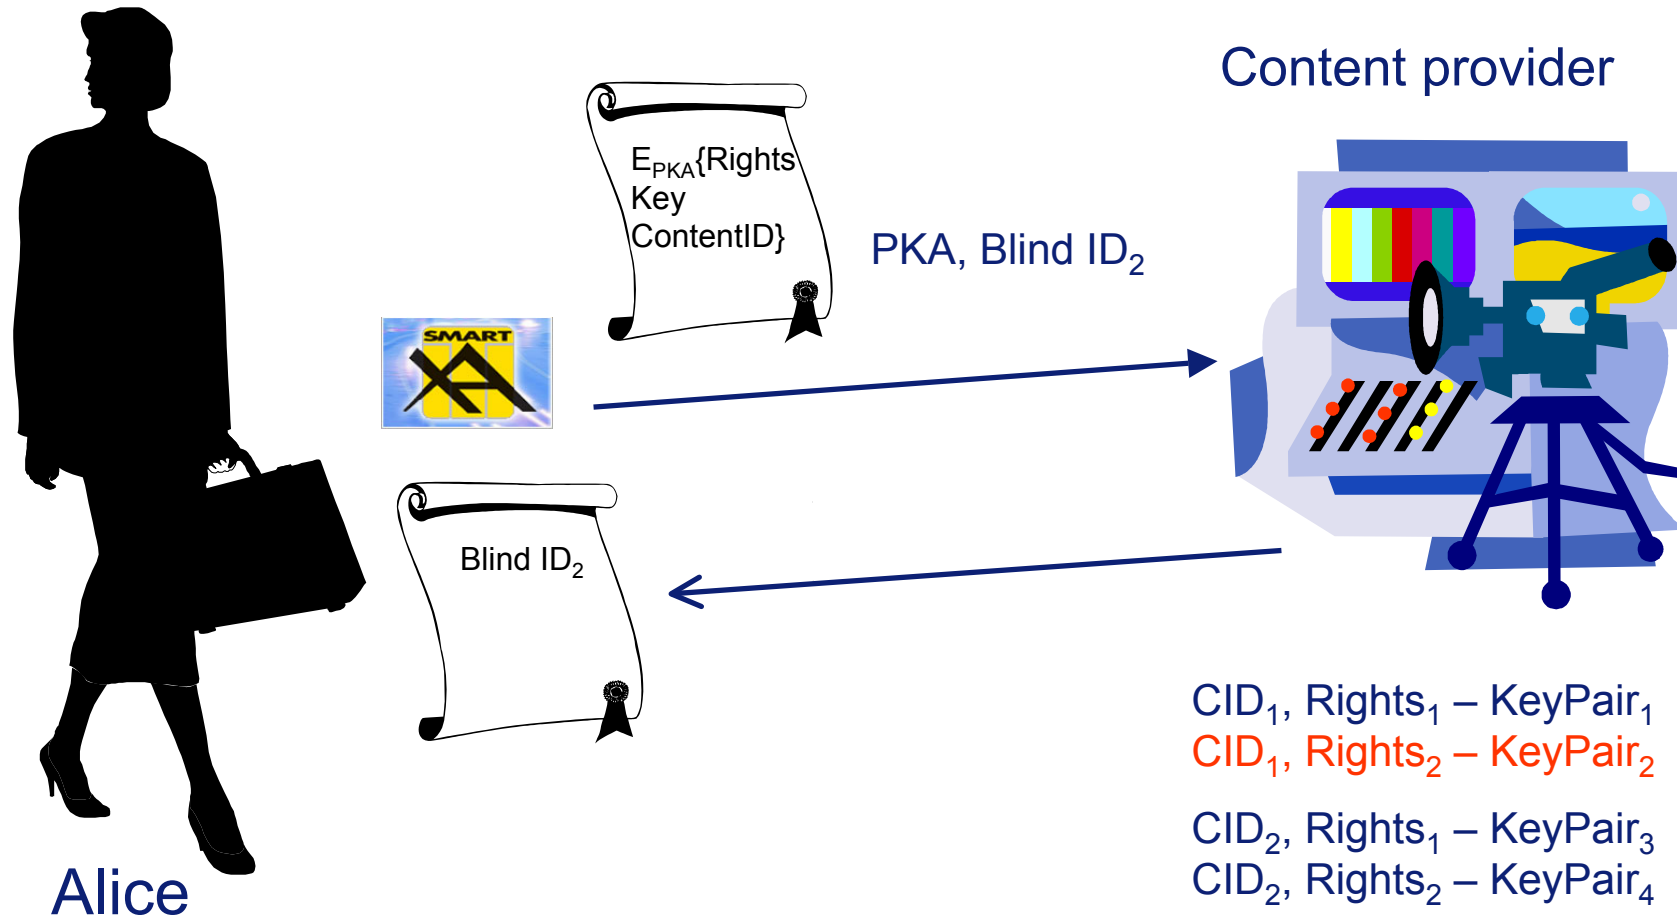 Content provider
E_PKA{Rights
Key
ContentID}
PKA, Blind ID₂
SMART
XA
Blind ID₂
CID₁, Rights₁ – KeyPair₁
CID₁, Rights₂ – KeyPair₂
CID₂, Rights₁ – KeyPair₃
CID₂, Rights₂ – KeyPair₄
Alice